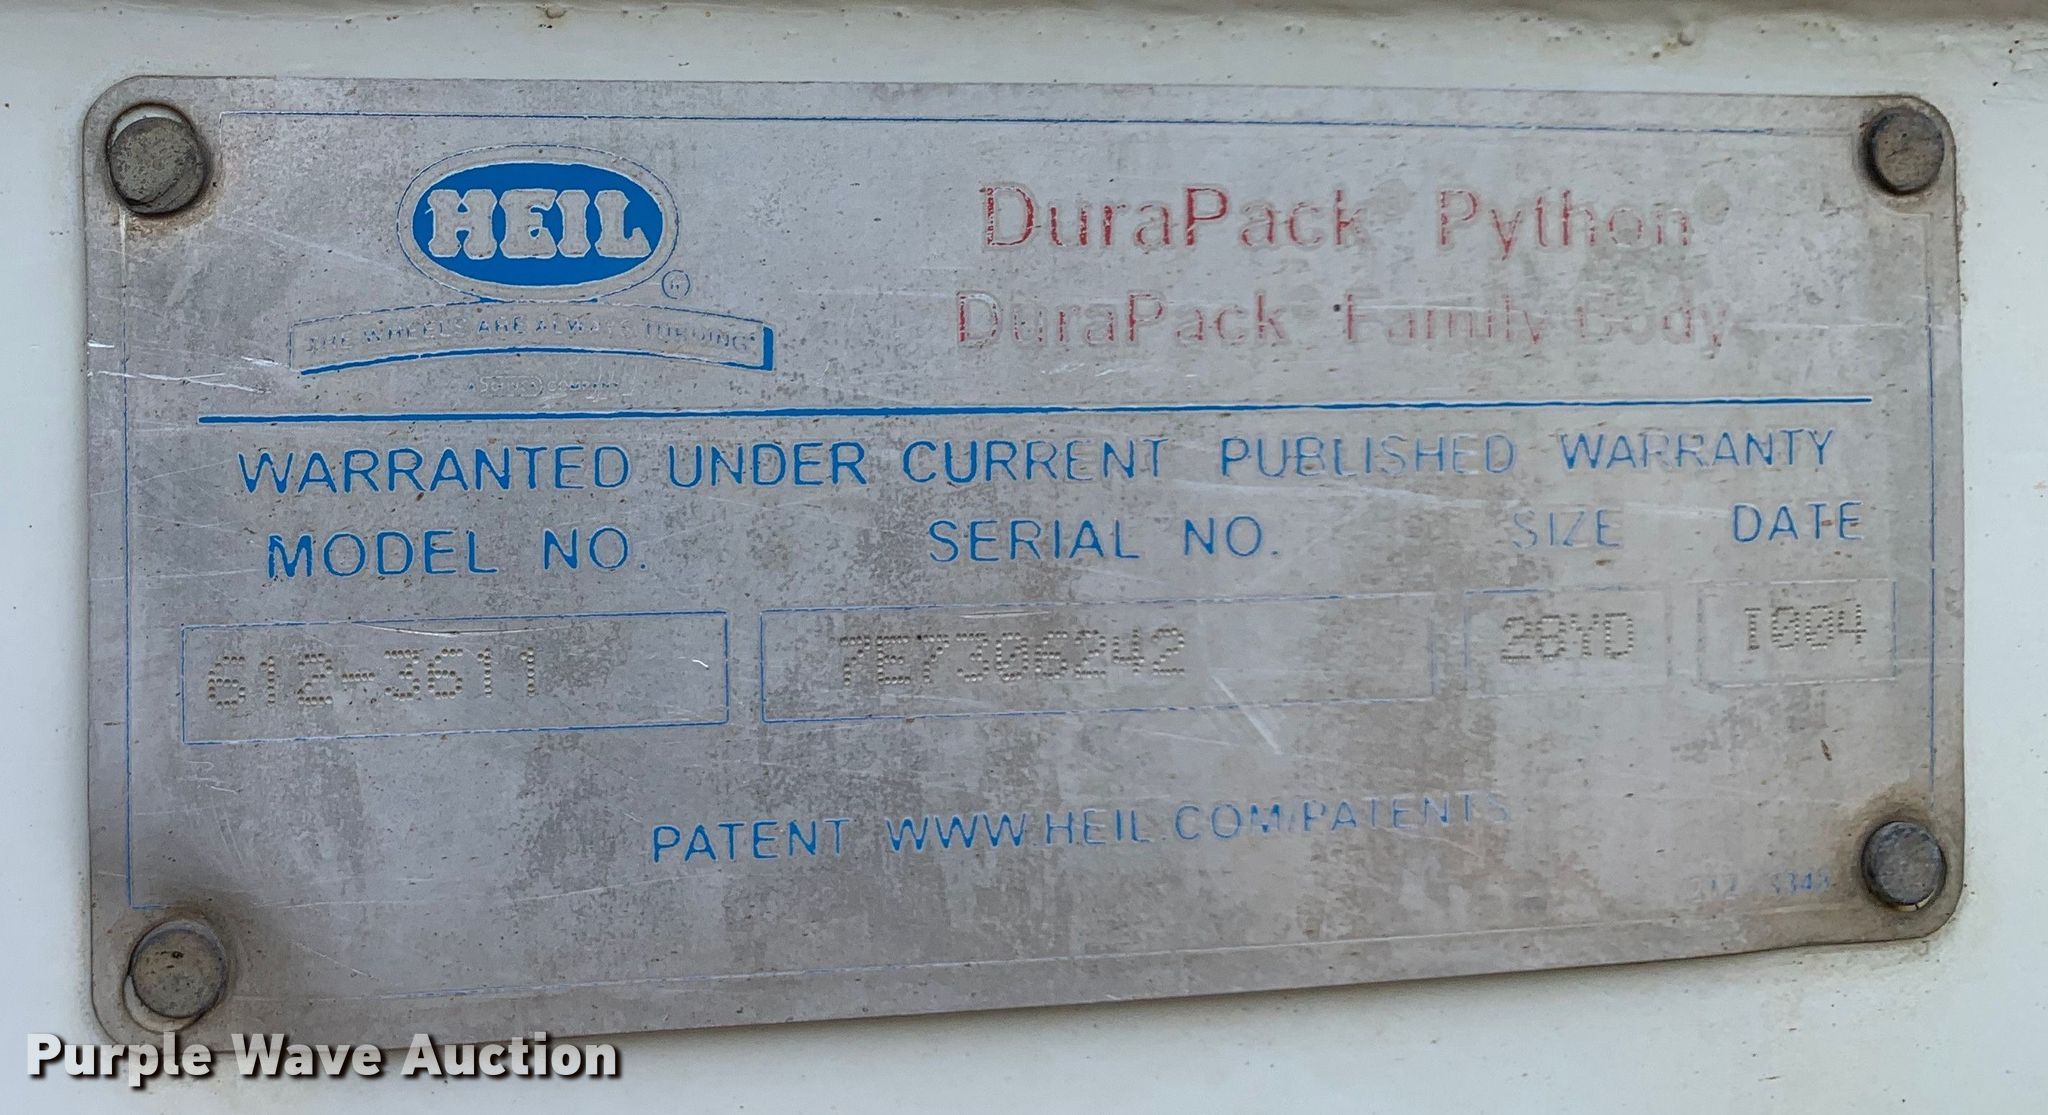 HEIL
®
DuraPack Python
DuraPack Family Body
THE WHEELS ARE ALWAYS TURNING
WARRANTED UNDER CURRENT PUBLISHED WARRANTY
MODEL NO. SERIAL NO. SIZE DATE
612-3611 7E7306242 28YD I004
PATENT WWW.HEIL.COM/PATENTS
Purple Wave Auction